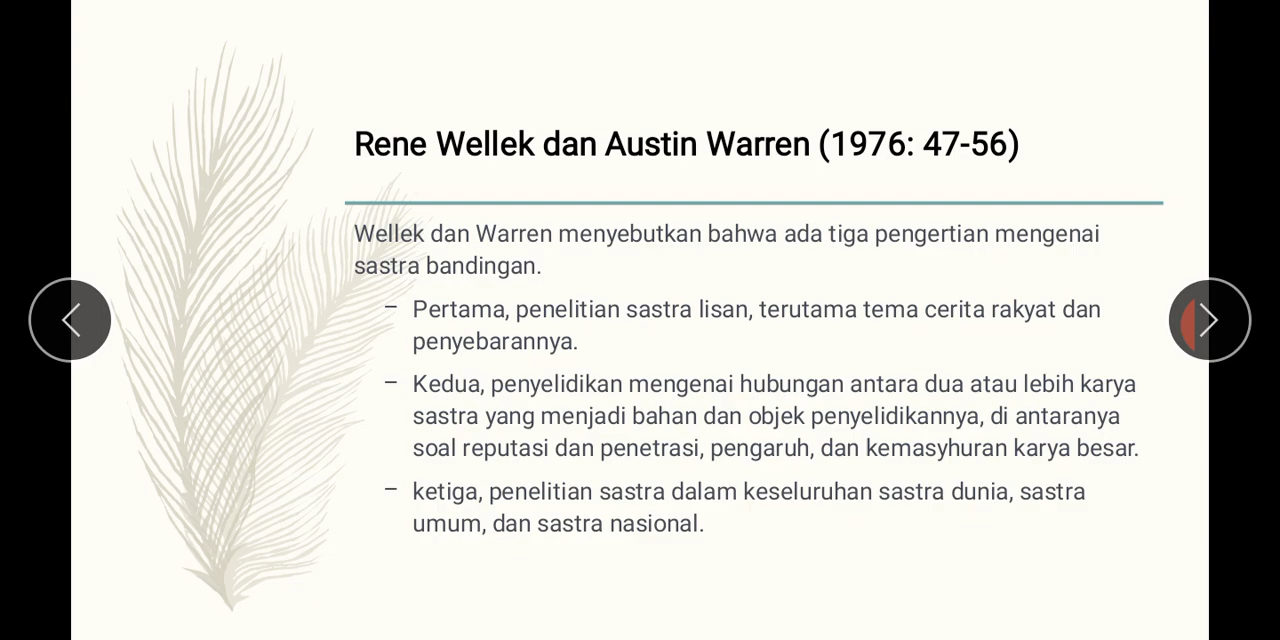 Rene Wellek dan Austin Warren (1976: 47-56)
Wellek dan Warren menyebutkan bahwa ada tiga pengertian mengenai
sastra bandingan.
– Pertama, penelitian sastra lisan, terutama tema cerita rakyat dan
penyebarannya.
– Kedua, penyelidikan mengenai hubungan antara dua atau lebih karya
sastra yang menjadi bahan dan objek penyelidikannya, di antaranya
soal reputasi dan penetrasi, pengaruh, dan kemasyhuran karya besar.
– ketiga, penelitian sastra dalam keseluruhan sastra dunia, sastra
umum, dan sastra nasional.